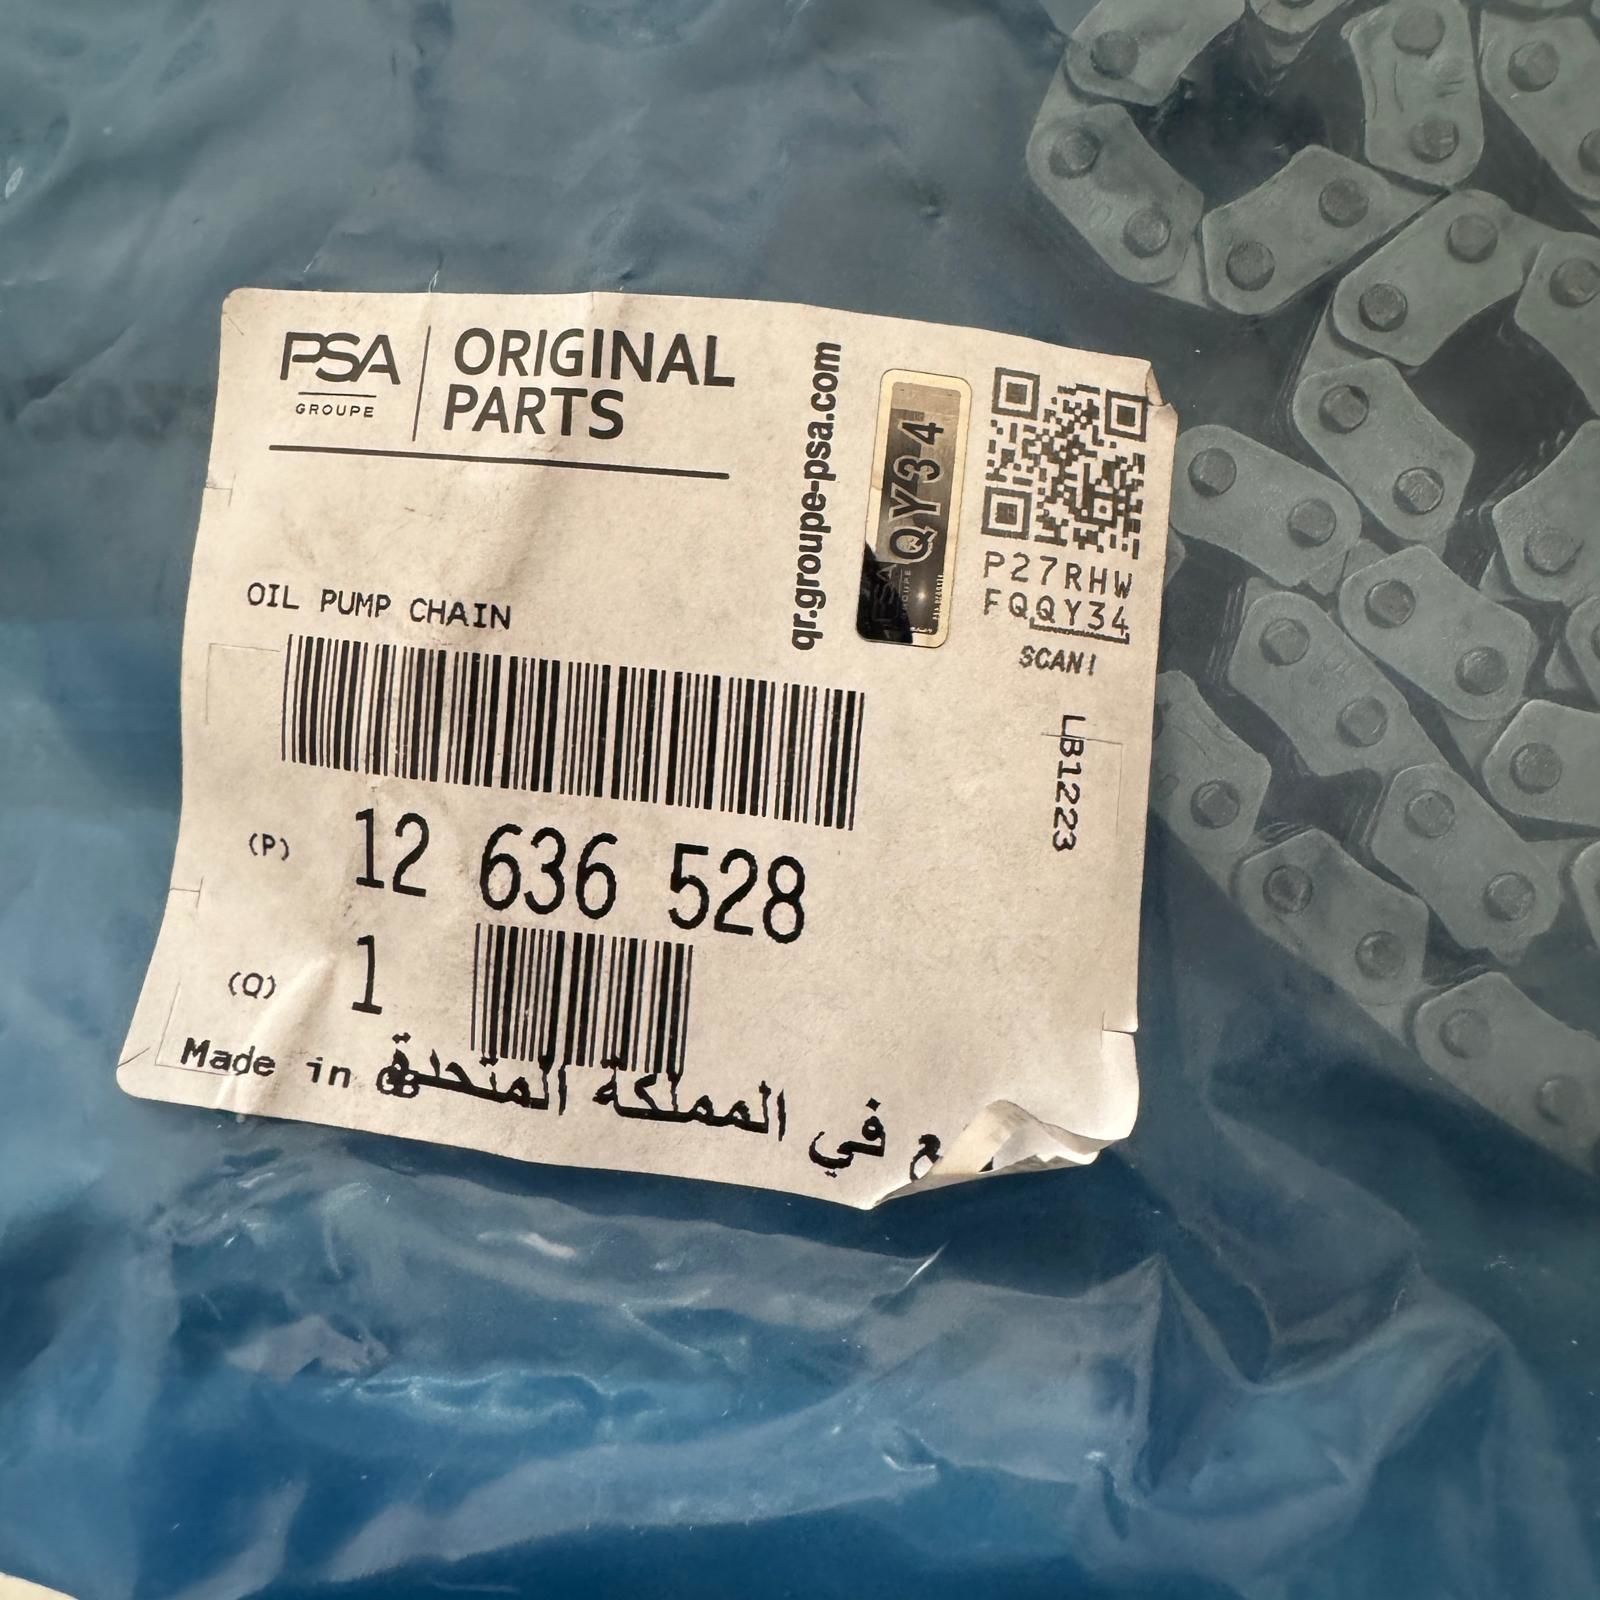 PSA
GROUPE
ORIGINAL
PARTS
qr.groupe-psa.com
QY34
P27RHW
FQQY34
SCAN!
LB1223
OIL PUMP CHAIN
(P) 12 636 528
(Q) 1
Made in GB
في المملكة المتحدة